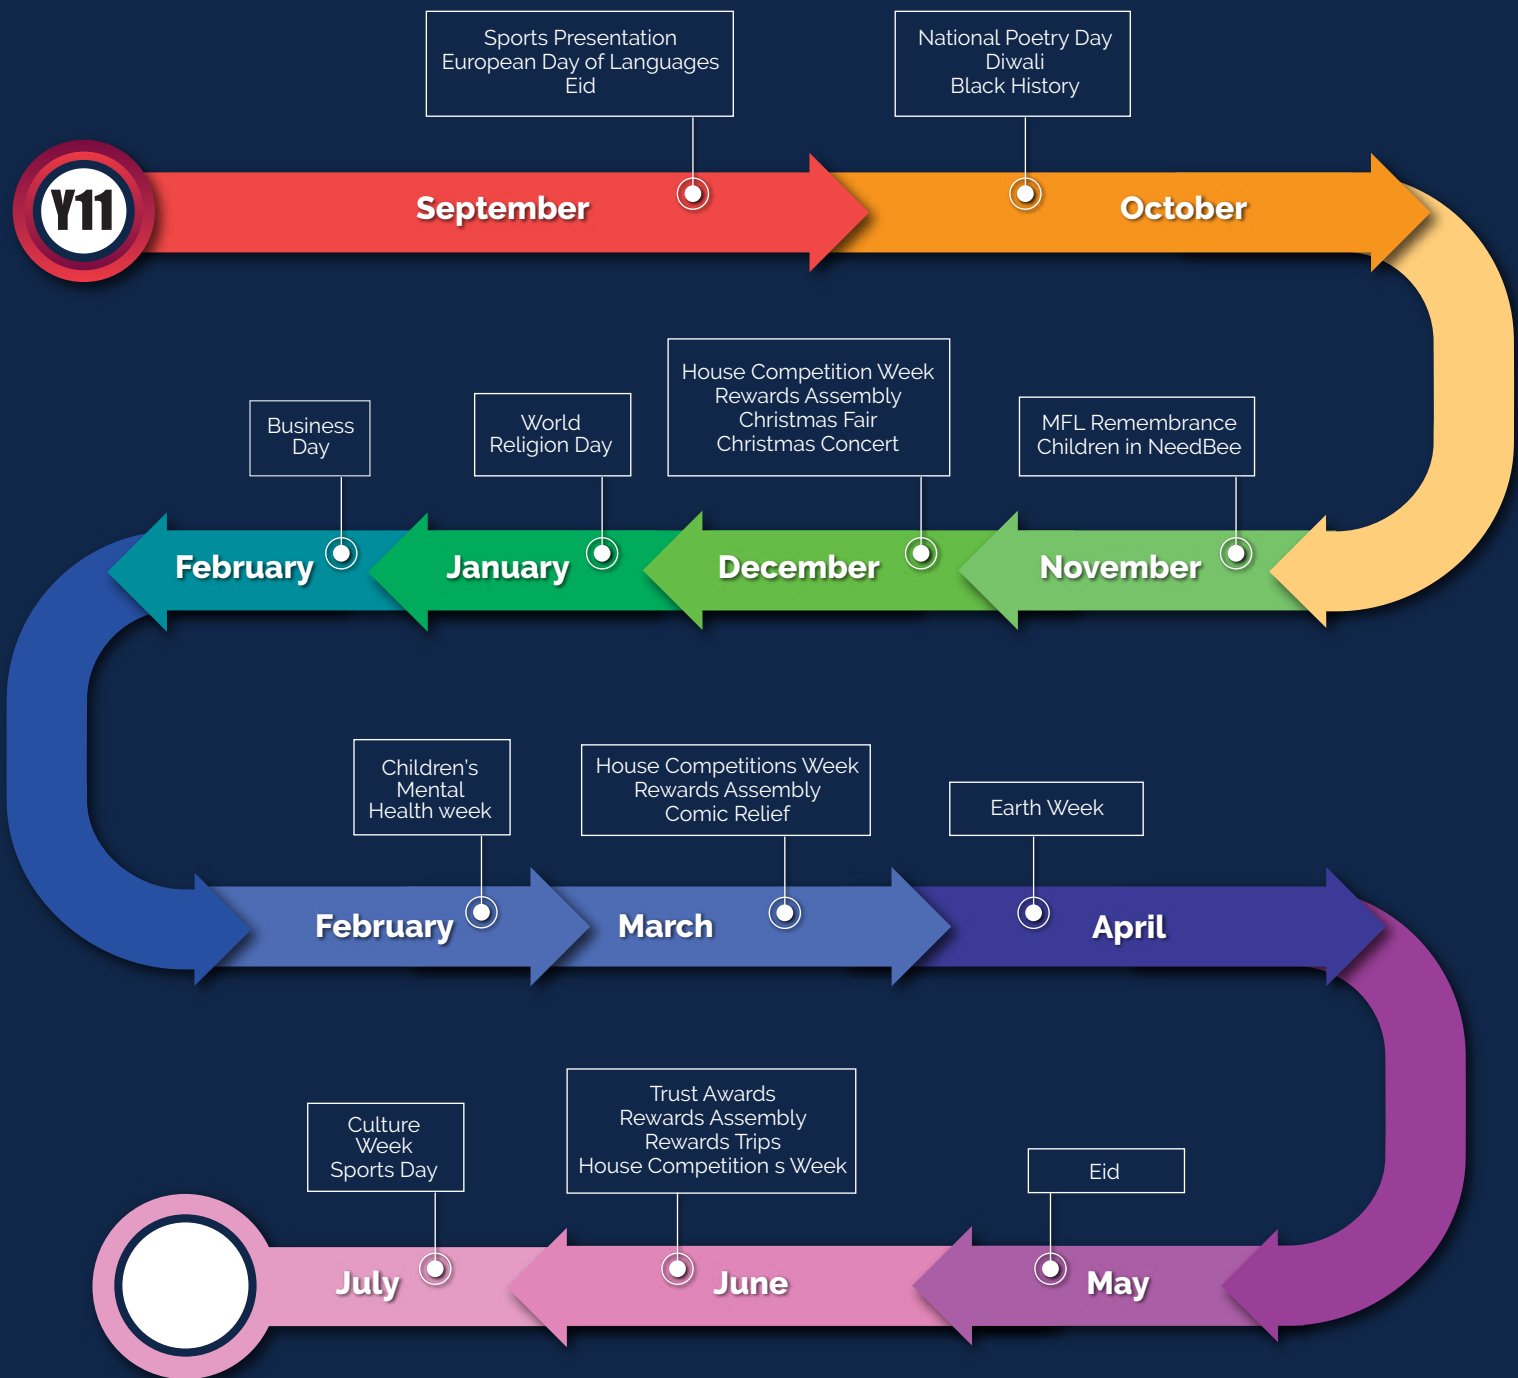 Sports Presentation
European Day of Languages
Eid
National Poetry Day
Diwali
Black History
Y11
September
October
House Competition Week
Rewards Assembly
Christmas Fair
Christmas Concert
MFL Remembrance
Children in NeedBee
World
Religion Day
Business
Day
November
December
January
February
Children's
Mental
Health week
House Competitions Week
Rewards Assembly
Comic Relief
Earth Week
February
March
April
Eid
Trust Awards
Rewards Assembly
Rewards Trips
House Competition s Week
Culture
Week
Sports Day
May
June
July